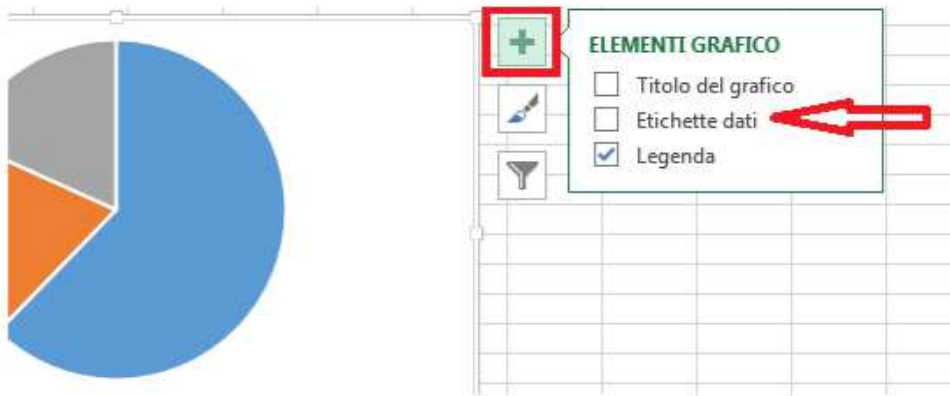 ELEMENTI GRAFICO
Titolo del grafico
Etichette dati
Legenda